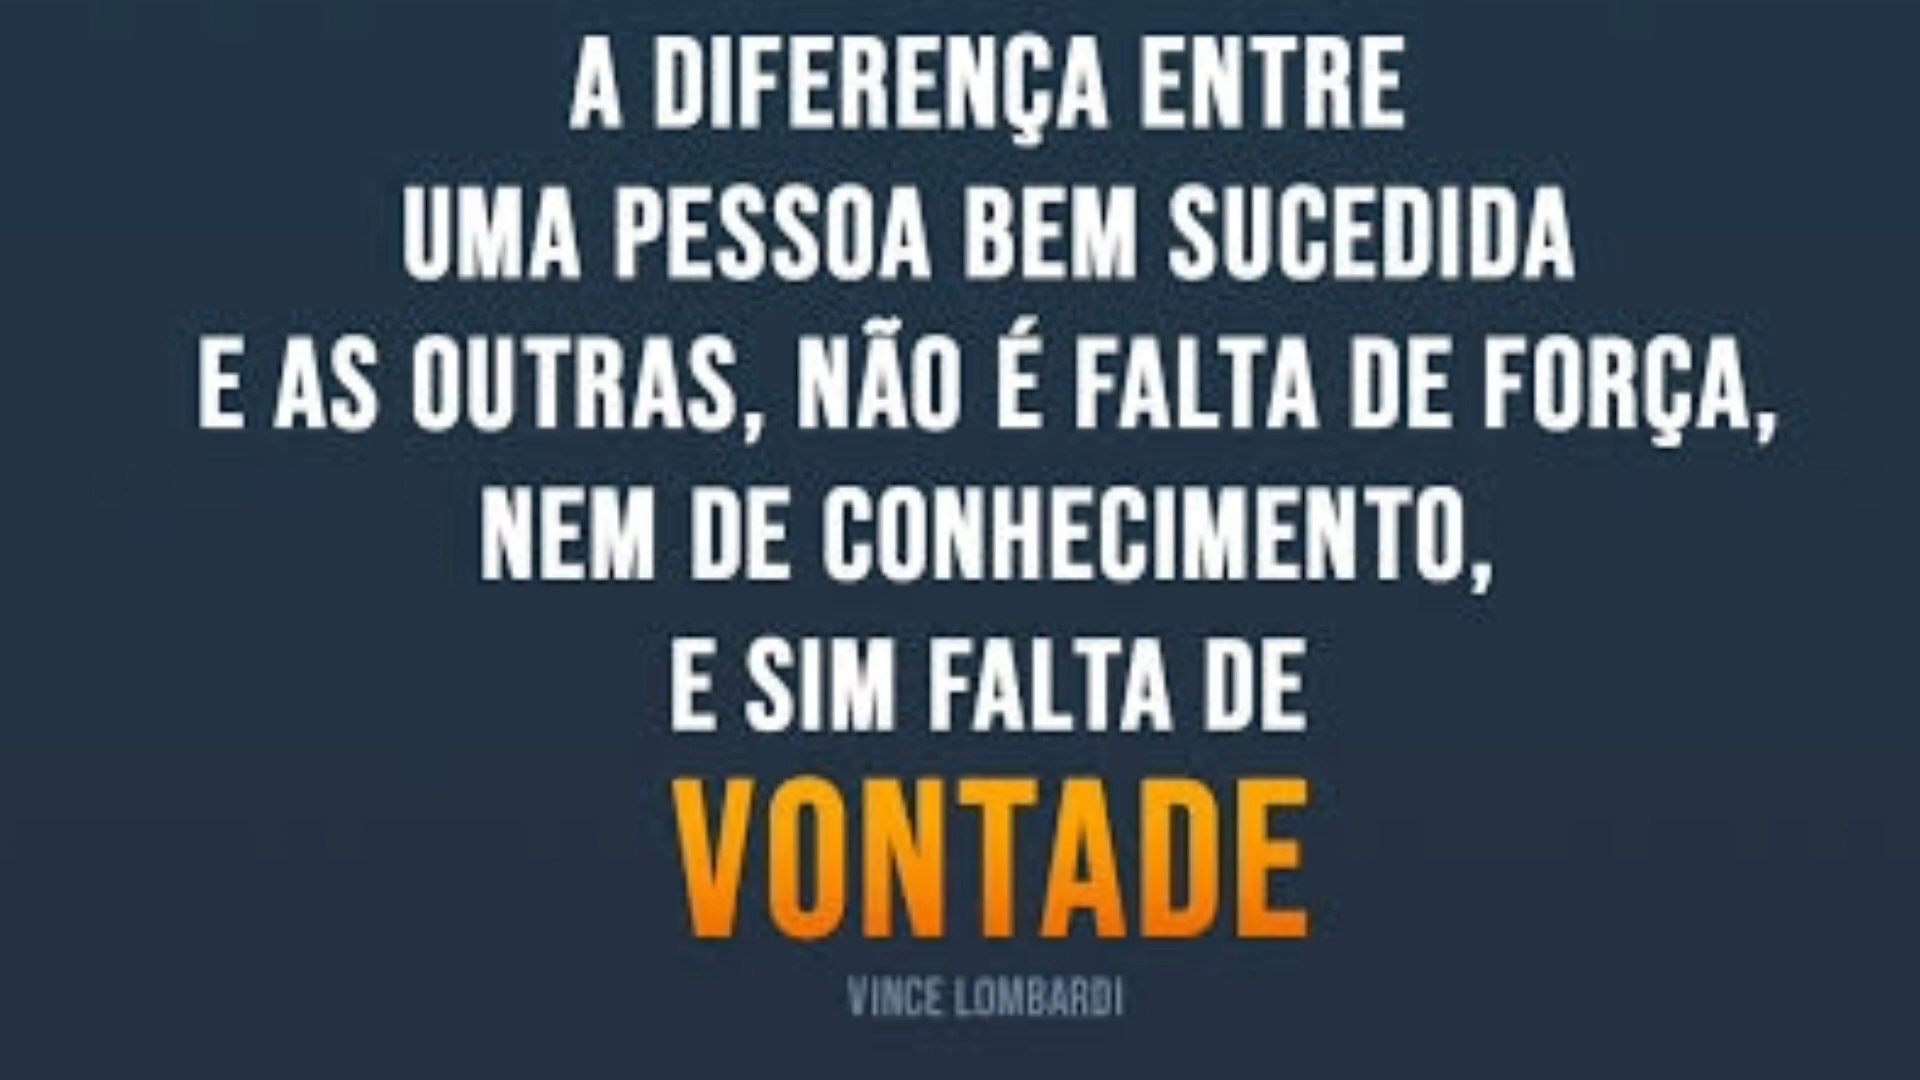 A DIFERENÇA ENTRE
UMA PESSOA BEM SUCEDIDA
E AS OUTRAS, NÃO É FALTA DE FORÇA,
NEM DE CONHECIMENTO,
E SIM FALTA DE
VONTADE
VINCE LOMBARDI